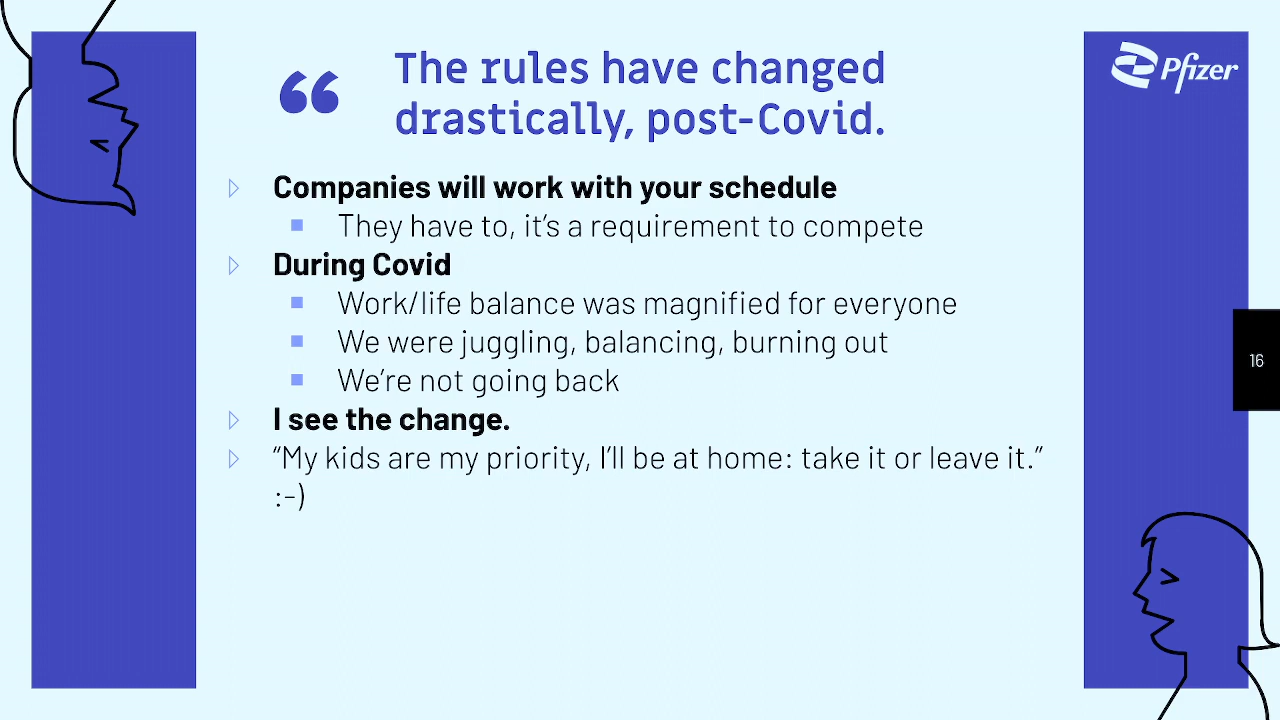 “ The rules have changed
drastically, post-Covid.
Pfizer
Companies will work with your schedule
They have to, it’s a requirement to compete
During Covid
Work/life balance was magnified for everyone
We were juggling, balancing, burning out
We’re not going back
I see the change.
“My kids are my priority, I’ll be at home: take it or leave it.”
:-)
16